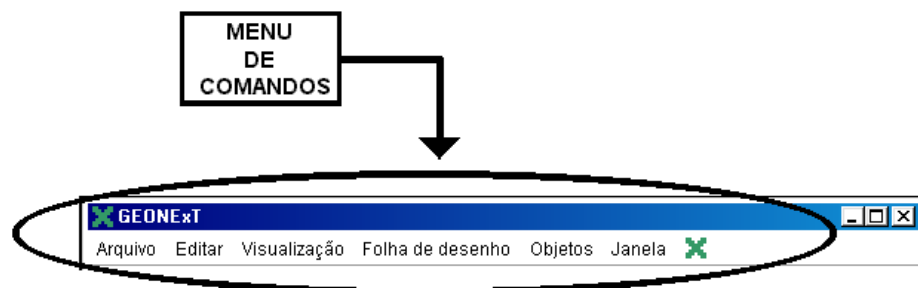 MENU
DE
COMANDOS
GEONExT
Arquivo Editar Visualização Folha de desenho Objetos Janela